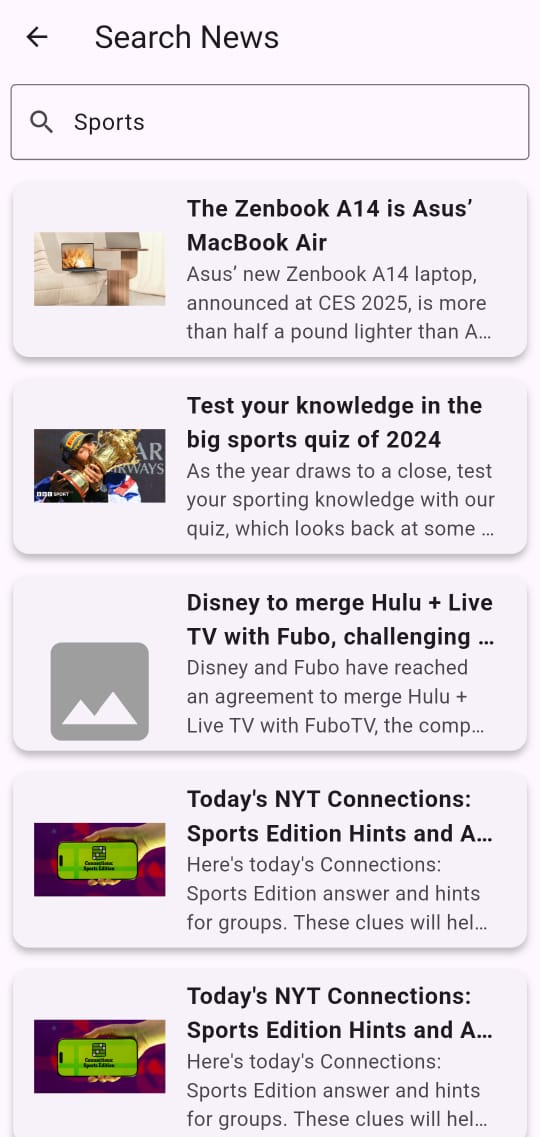 Search News
Sports
The Zenbook A14 is Asus’
MacBook Air
Asus’ new Zenbook A14 laptop,
announced at CES 2025, is more
than half a pound lighter than A…
Test your knowledge in the
big sports quiz of 2024
As the year draws to a close, test
your sporting knowledge with our
quiz, which looks back at some …
AR
RWAYS
BBC SPORT
Disney to merge Hulu + Live
TV with Fubo, challenging …
Disney and Fubo have reached
an agreement to merge Hulu +
Live TV with FuboTV, the comp…
Today's NYT Connections:
Sports Edition Hints and A…
Here's today's Connections:
Sports Edition answer and hints
for groups. These clues will hel…
Connections:
Sports Edition
Today's NYT Connections:
Sports Edition Hints and A…
Here's today's Connections:
Sports Edition answer and hints
for groups. These clues will hel…
Connections:
Sports Edition